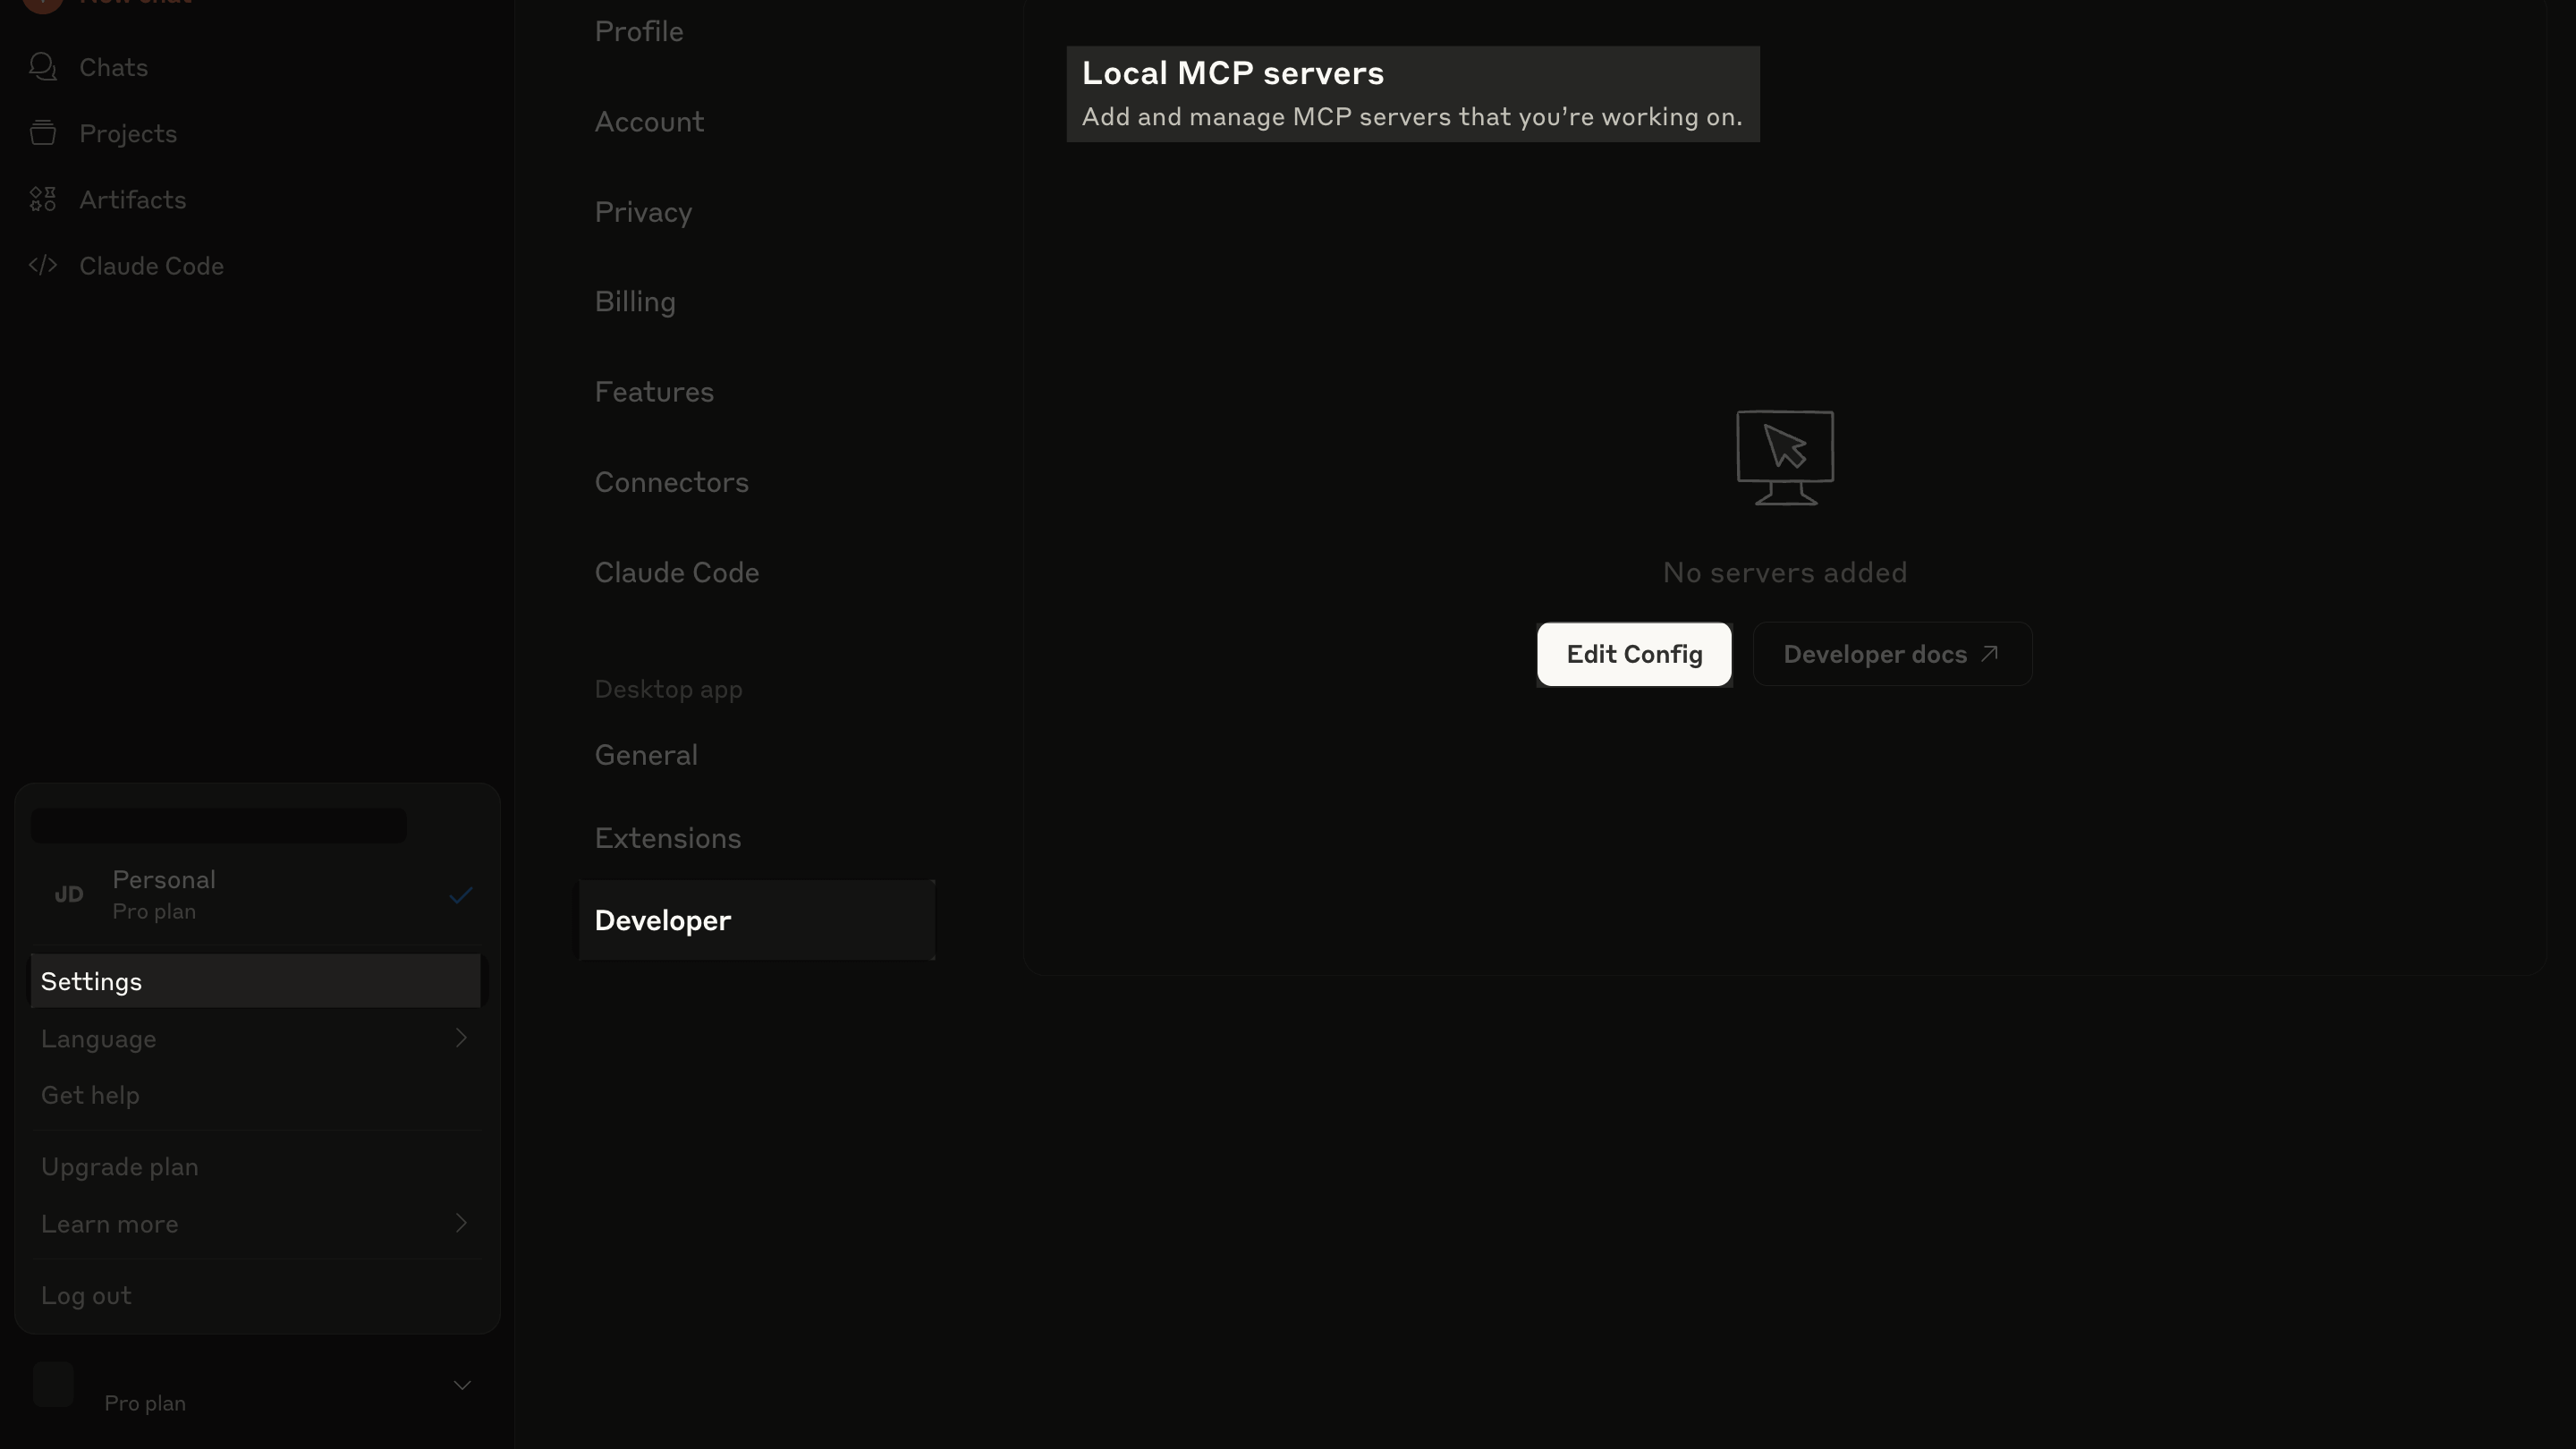 New chat
Chats
Projects
Artifacts
Claude Code
JD
Personal
Pro plan
Settings
Language
Get help
Upgrade plan
Learn more
Log out
Pro plan
Profile
Account
Privacy
Billing
Features
Connectors
Claude Code
Desktop app
General
Extensions
Developer
Local MCP servers
Add and manage MCP servers that you’re working on.
No servers added
Edit Config
Developer docs